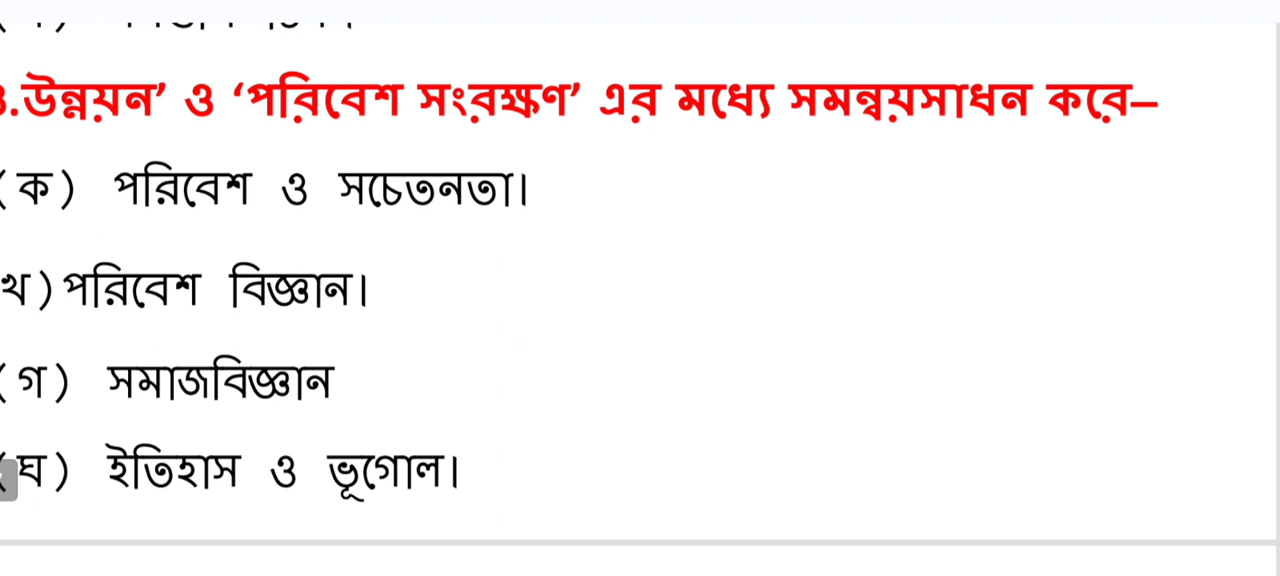 .উন্নয়ন’ ও ‘পরিবেশ সংরক্ষণ’ এর মধ্যে সমন্বয়সাধন করে–
(ক) পরিবেশ ও সচেতনতা।
খ)পরিবেশ বিজ্ঞান।
(গ) সমাজবিজ্ঞান
(ঘ) ইতিহাস ও ভূগোল।